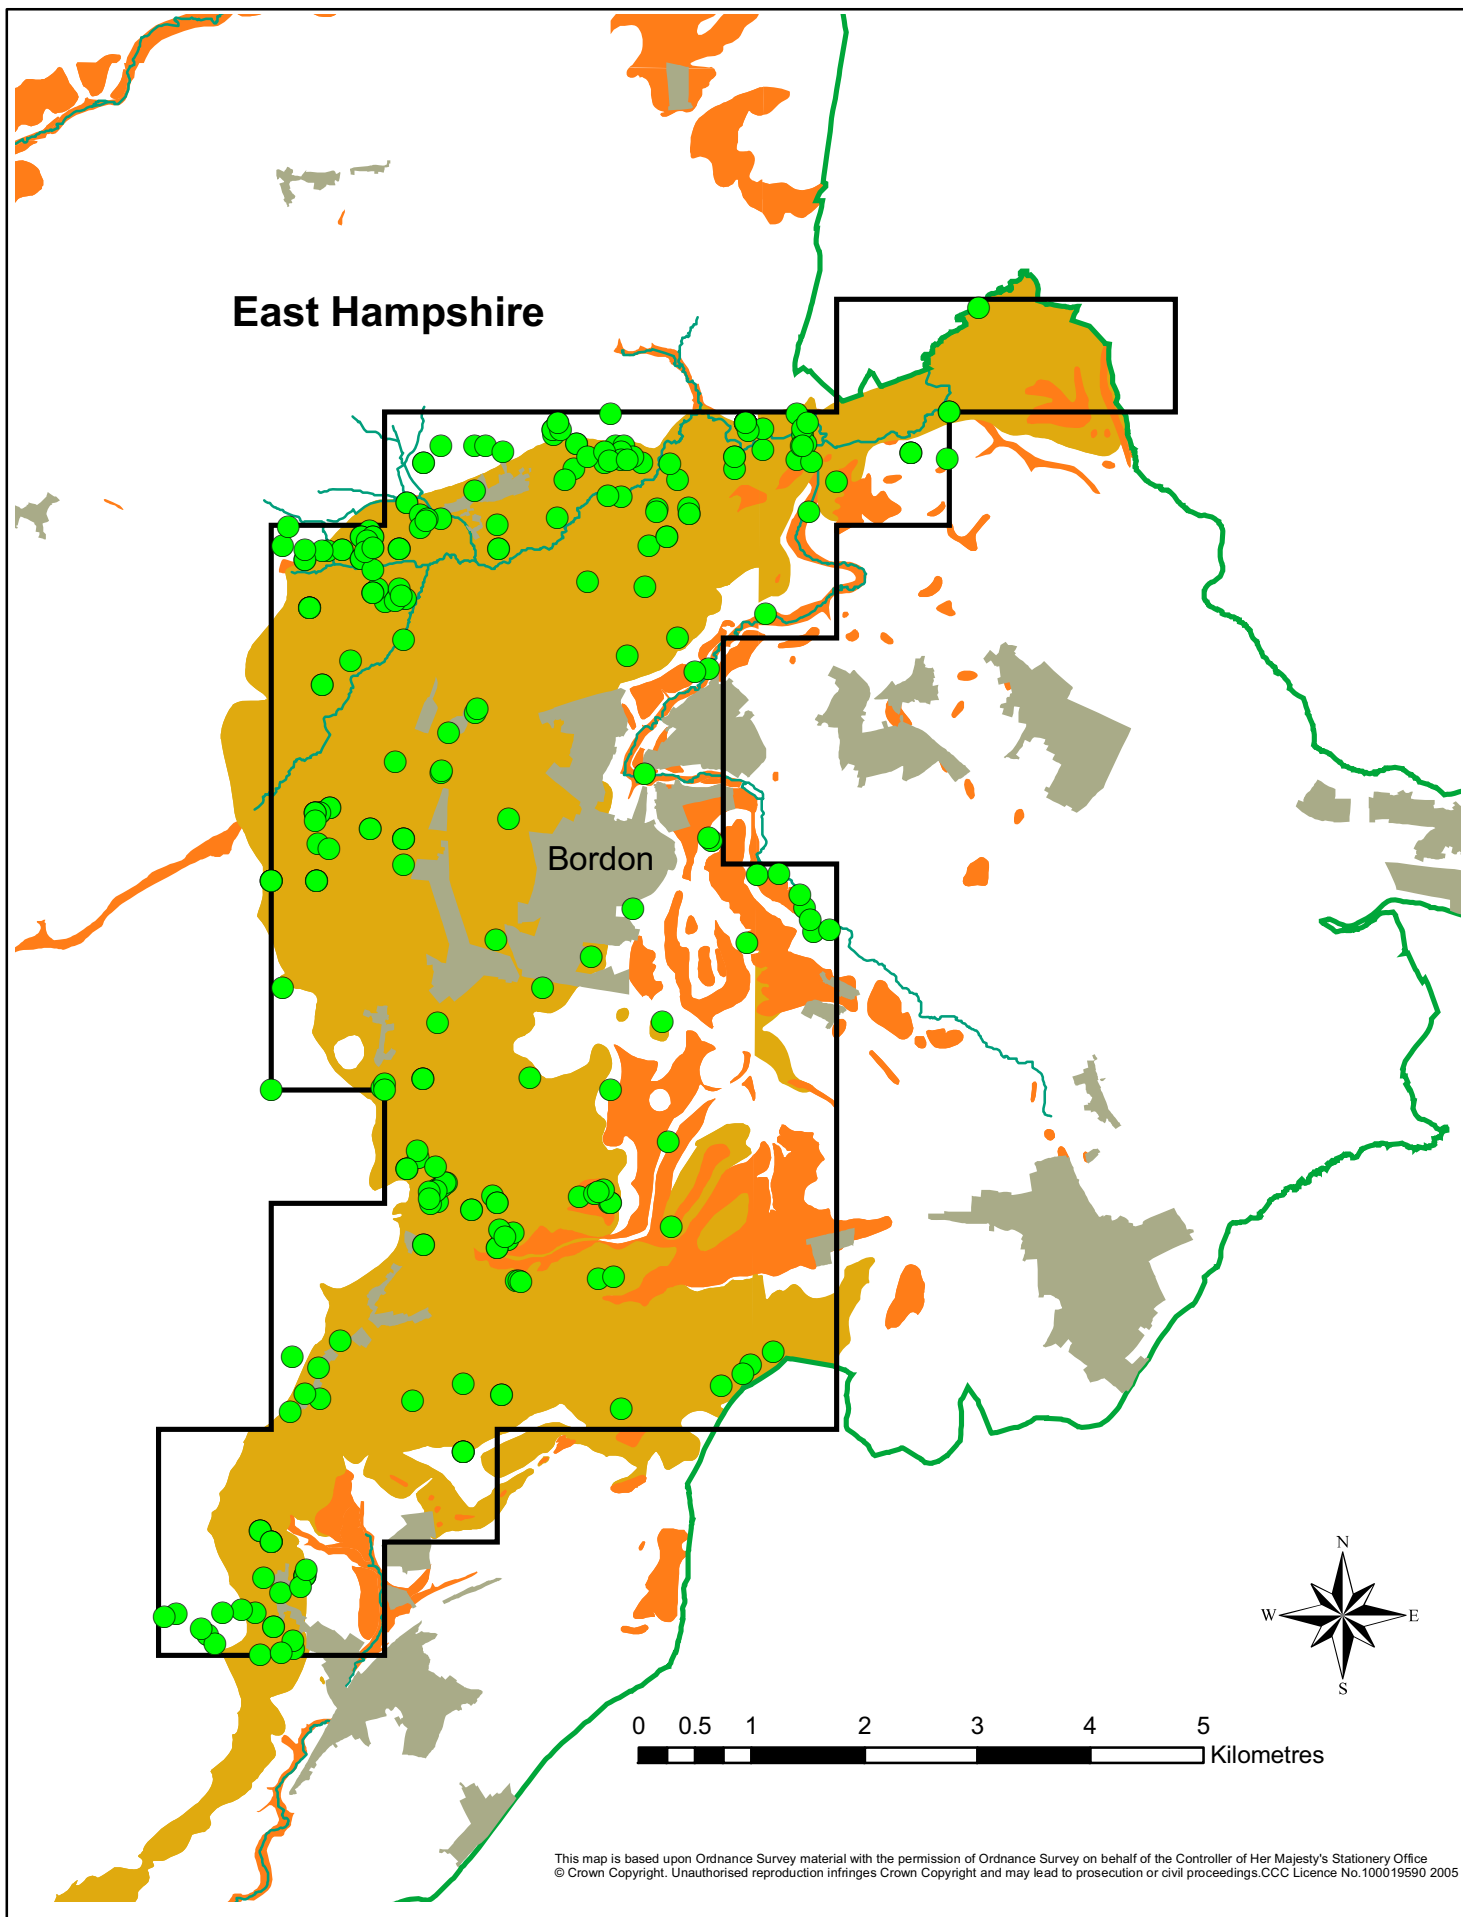 East Hampshire
Bordon
N
W E
S
0 0.5 1 2 3 4 5
Kilometres
This map is based upon Ordnance Survey material with the permission of Ordnance Survey on behalf of the Controller of Her Majesty's Stationery Office
© Crown Copyright. Unauthorised reproduction infringes Crown Copyright and may lead to prosecution or civil proceedings.CCC Licence No.100019590 2005